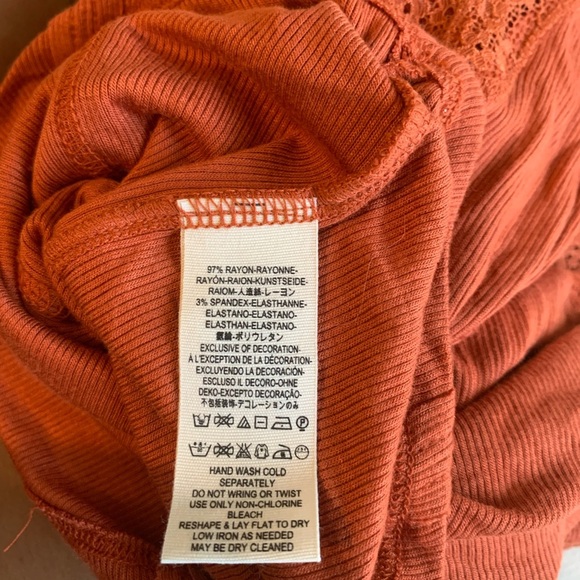 97% RAYON-RAYONNE-
RAYÓN-RAION-KUNSTSEIDE-
RAIOM-人造絲-レーヨン
3% SPANDEX-ELASTHANNE-
ELASTANO-ELASTANO-
ELASTHAN-ELASTANO-
氨綸-ポリウレタン
EXCLUSIVE OF DECORATION-
À L'EXCEPTION DE LA DÉCORATION-
EXCLUYENDO LA DECORACIÓN-
ESCLUSO IL DECORO-OHNE
DEKO-EXCEPTO DECORAÇÃO-
不包括裝饰-デコレーションのみ
HAND WASH COLD
SEPARATELY
DO NOT WRING OR TWIST
USE ONLY NON-CHLORINE
BLEACH
RESHAPE & LAY FLAT TO DRY
LOW IRON AS NEEDED
MAY BE DRY CLEANED